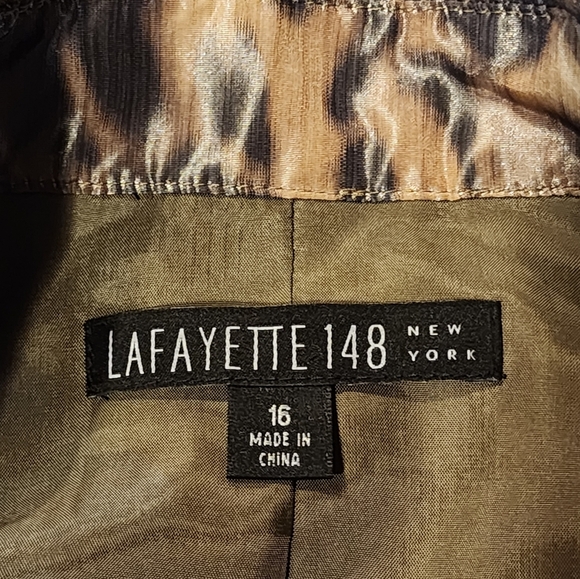 LAFAYETTE 148 NEW YORK
16
MADE IN
CHINA